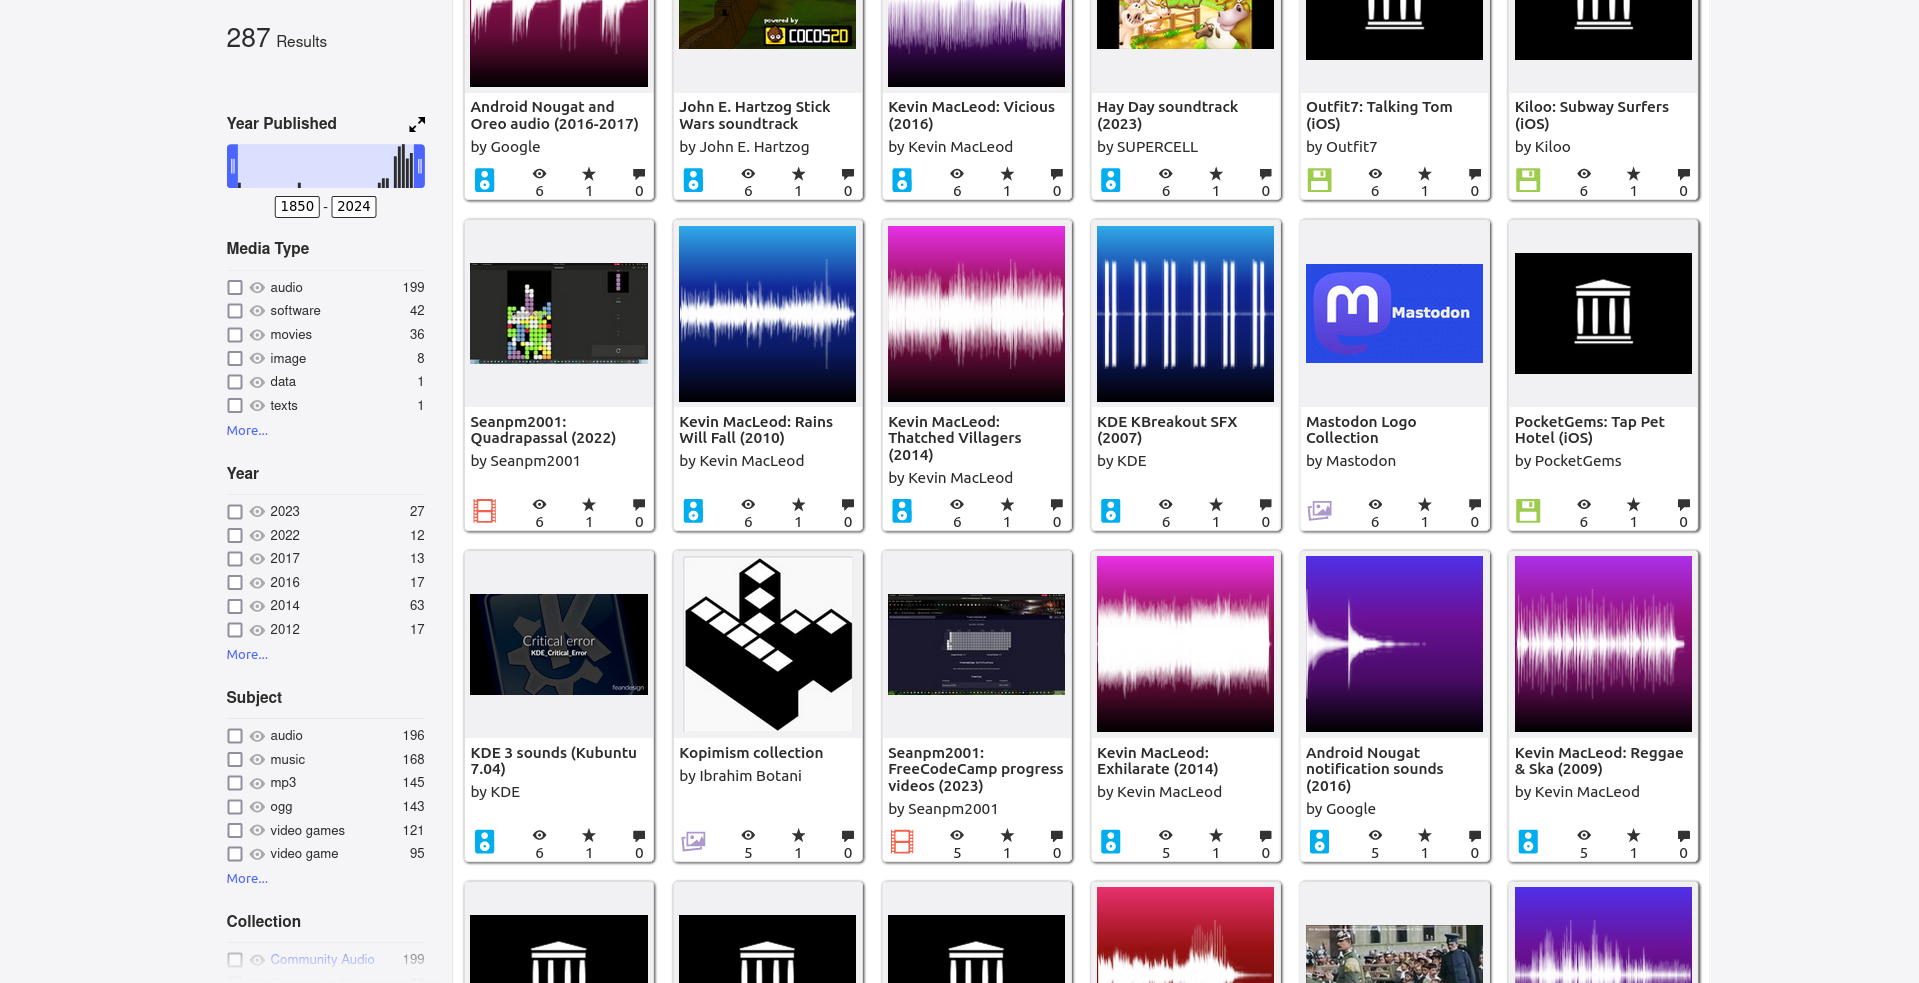 287 Results
Year Published
1850 - 2024
Media Type
audio 199
software 42
movies 36
image 8
data 1
texts 1
More...
Year
2023 27
2022 12
2017 13
2016 17
2014 63
2012 17
More...
Subject
audio 196
music 168
mp3 145
ogg 143
video games 121
video game 95
More...
Collection
Community Audio 199
Android Nougat and
Oreo audio (2016-2017)
by Google
6 1 0
powered by
COCOS2D
John E. Hartzog Stick
Wars soundtrack
by John E. Hartzog
6 1 0
Kevin MacLeod: Vicious
(2016)
by Kevin MacLeod
6 1 0
Hay Day soundtrack
(2023)
by SUPERCELL
6 1 0
Outfit7: Talking Tom
(iOS)
by Outfit7
6 1 0
Kiloo: Subway Surfers
(iOS)
by Kiloo
6 1 0
Seanpm2001:
Quadrapassal (2022)
by Seanpm2001
6 1 0
Kevin MacLeod: Rains
Will Fall (2010)
by Kevin MacLeod
6 1 0
Kevin MacLeod:
Thatched Villagers
(2014)
by Kevin MacLeod
6 1 0
KDE KBreakout SFX
(2007)
by KDE
6 1 0
Mastodon
Mastodon Logo
Collection
by Mastodon
6 1 0
PocketGems: Tap Pet
Hotel (iOS)
by PocketGems
6 1 0
Critical error
KDE_Critical_Error
feandesign
KDE 3 sounds (Kubuntu
7.04)
by KDE
6 1 0
Kopimism collection
by Ibrahim Botani
5 1 0
Seanpm2001:
FreeCodeCamp progress
videos (2023)
by Seanpm2001
5 1 0
Kevin MacLeod:
Exhilarate (2014)
by Kevin MacLeod
5 1 0
Android Nougat
notification sounds
(2016)
by Google
5 1 0
Kevin MacLeod: Reggae
& Ska (2009)
by Kevin MacLeod
5 1 0